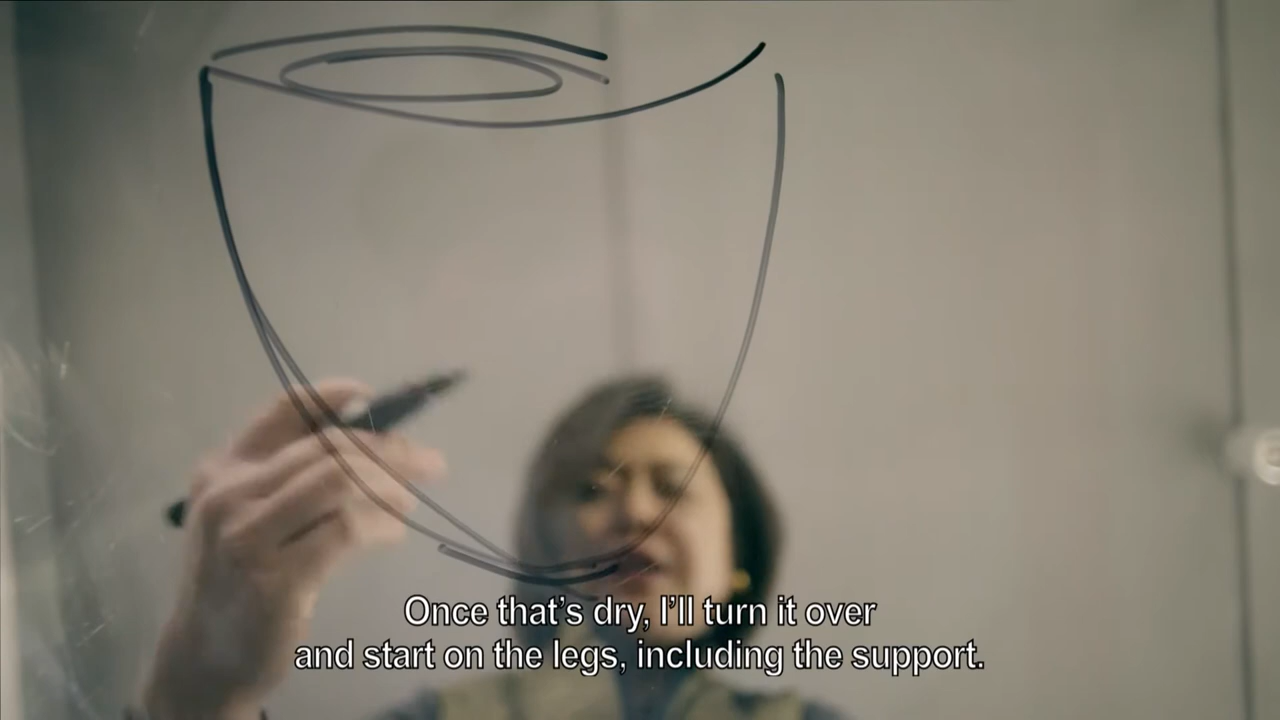 Once that’s dry, I’ll turn it over
and start on the legs, including the support.